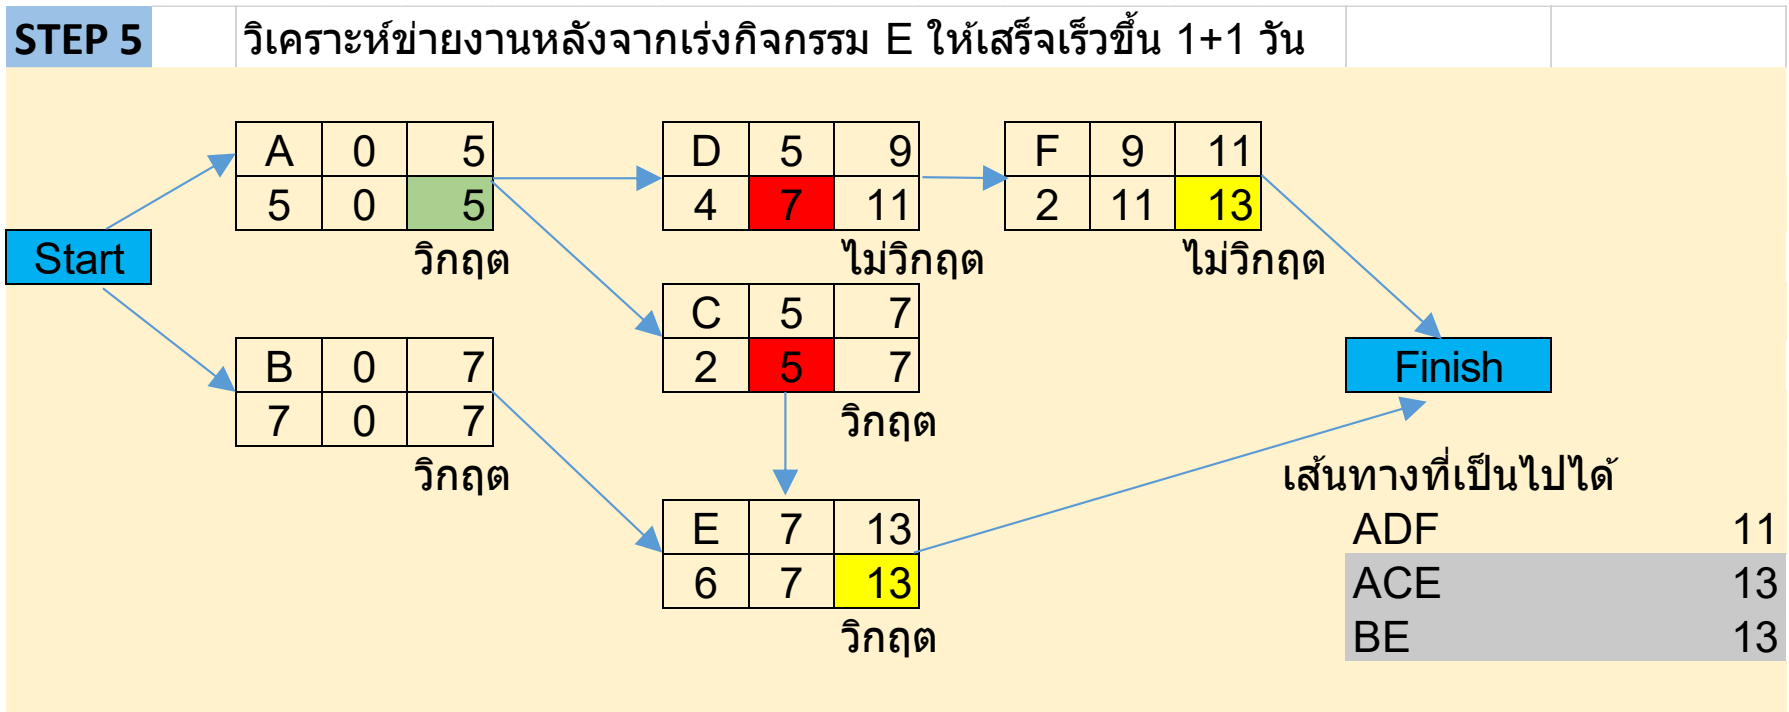 STEP 5 วิเคราะห์ข่ายงานหลังจากเร่งกิจกรรม E ให้เสร็จเร็วขึ้น 1+1 วัน
A 0 5
5 0 5
วิกฤต
D 5 9
4 7 11
ไม่วิกฤต
F 9 11
2 11 13
ไม่วิกฤต
Start
C 5 7
2 5 7
วิกฤต
B 0 7
7 0 7
วิกฤต
Finish
E 7 13
6 7 13
วิกฤต
เส้นทางที่เป็นไปได้
ADF 11
ACE 13
BE 13